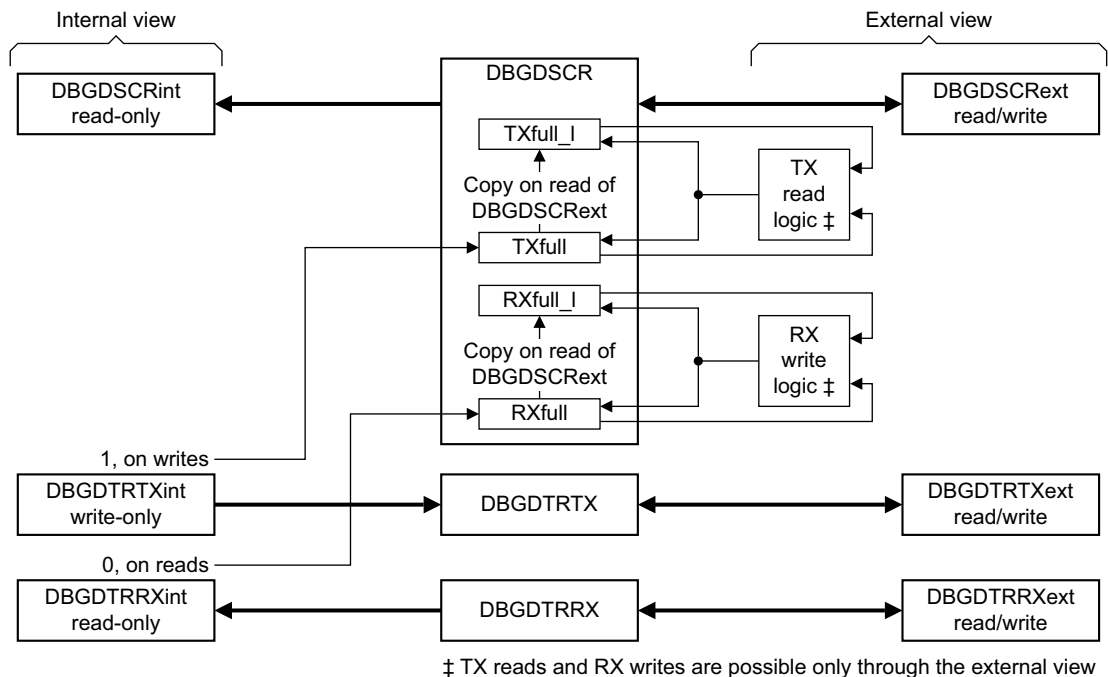 Internal view
External view
DBGDSCRint
read-only
DBGDSCR
DBGDSCRext
read/write
TXfull_l
Copy on read of
DBGDSCRext
TXfull
TX
read
logic ‡
RXfull_l
Copy on read of
DBGDSCRext
RXfull
RX
write
logic ‡
1, on writes
DBGDTRTXint
write-only
DBGDTRTX
DBGDTRTXext
read/write
0, on reads
DBGDTRRXint
read-only
DBGDTRRX
DBGDTRRXext
read/write
‡ TX reads and RX writes are possible only through the external view